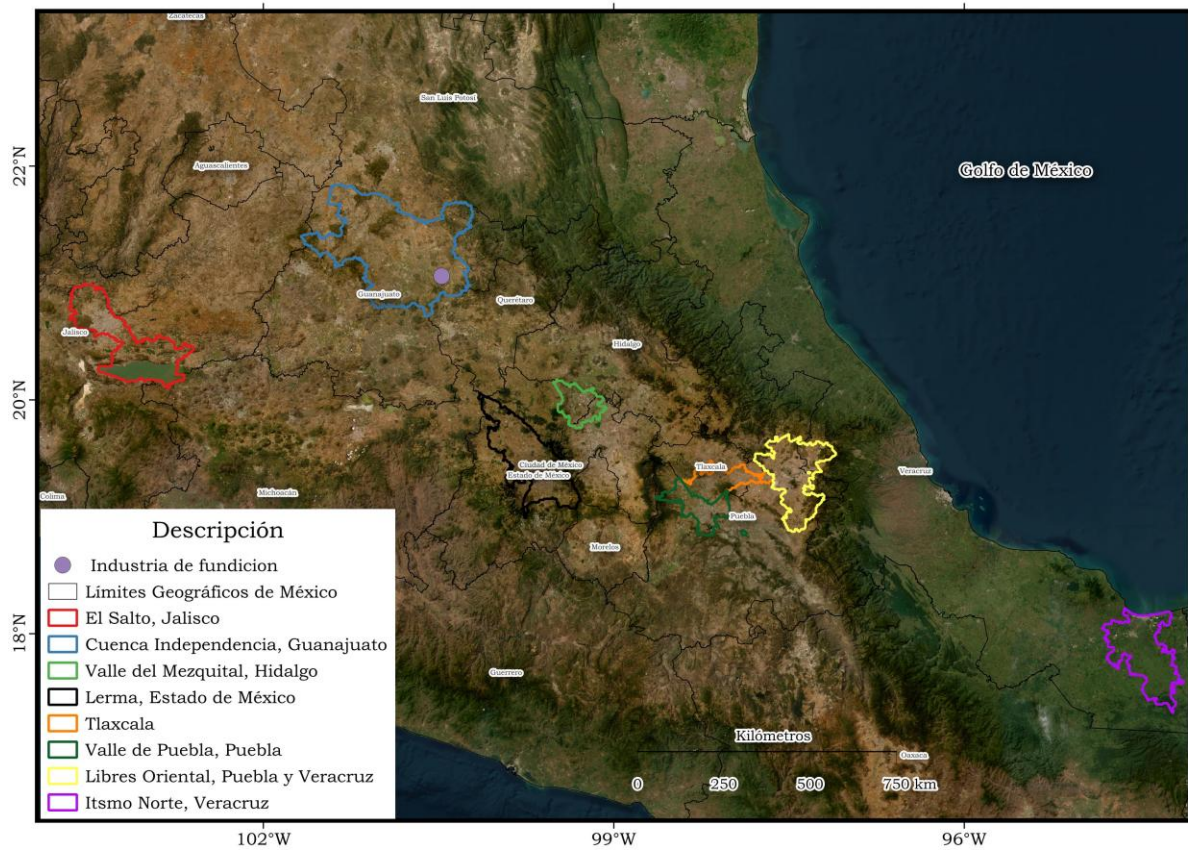 Zacatecas
San Luis Potosí
22°N
Aguascalientes
Golfo de México
Guanajuato
Querétaro
Jalisco
Hidalgo
20°N
Ciudad de México
Estado de México
Tlaxcala
Veracruz
Colima
Michoacán
Puebla
Morelos
Descripción
Industria de fundicion
Límites Geográficos de México
El Salto, Jalisco
Cuenca Independencia, Guanajuato
Valle del Mezquital, Hidalgo
Lerma, Estado de México
Tlaxcala
Valle de Puebla, Puebla
Libres Oriental, Puebla y Veracruz
Itsmo Norte, Veracruz
18°N
Guerrero
Kilómetros
Oaxaca
0 250 500 750 km
102°W 99°W 96°W